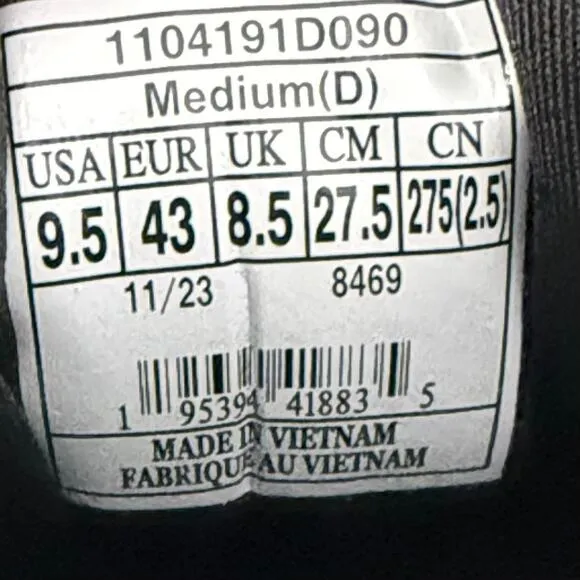 1104191D090
Medium(D)
USA EUR UK CM CN
9.5 43 8.5 27.5 275(2.5)
11/23 8469
1 95394 41883 5
MADE IN VIETNAM
FABRIQUE AU VIETNAM